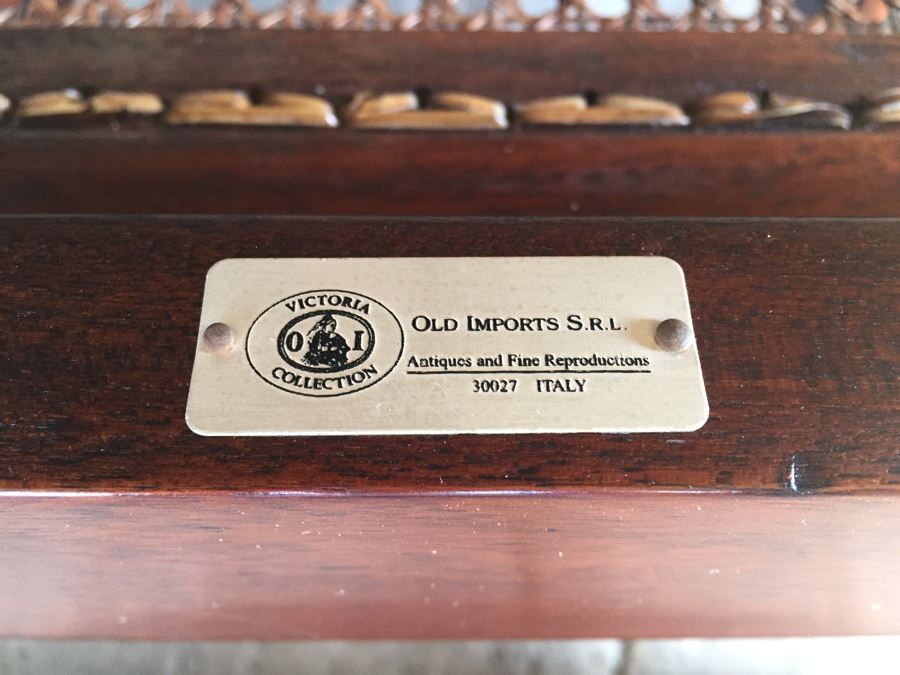 VICTORIA
O I
COLLECTION
OLD IMPORTS S.R.L.
Antiques and Fine Reproductions
30027 ITALY